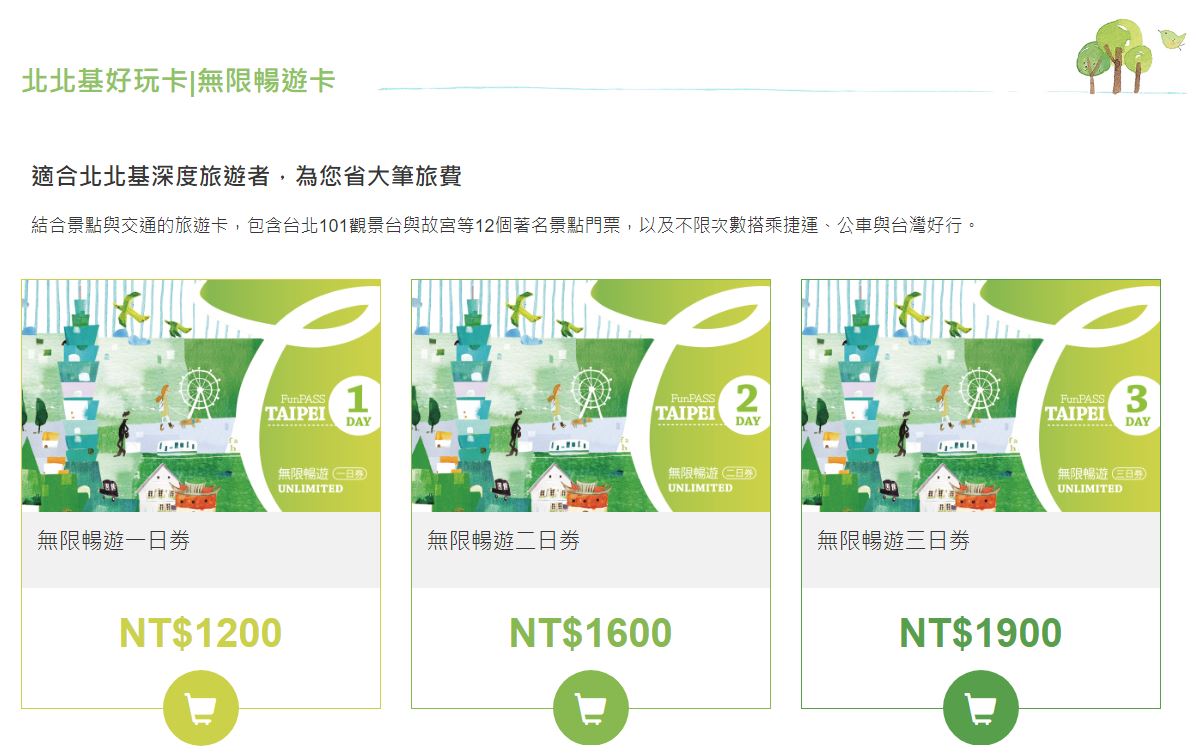 北北基好玩卡|無限暢遊卡
適合北北基深度旅遊者，為您省大筆旅費
結合景點與交通的旅遊卡，包含台北101觀景台與故宮等12個著名景點門票，以及不限次數搭乘捷運、公車與台灣好行。
FunPASS
TAIPEI
1
DAY
無限暢遊 一日券
UNLIMITED
無限暢遊一日券
NT$1200
FunPASS
TAIPEI
2
DAY
無限暢遊 二日券
UNLIMITED
無限暢遊二日券
NT$1600
FunPASS
TAIPEI
3
DAY
無限暢遊 三日券
UNLIMITED
無限暢遊三日券
NT$1900